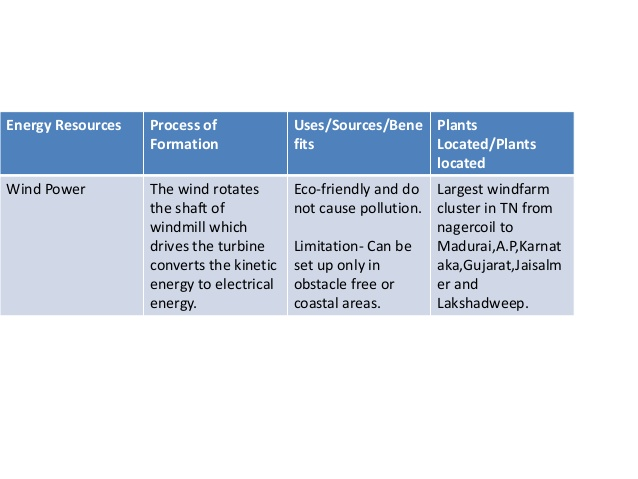 Energy Resources
Process of
Formation
Uses/Sources/Bene
fits
Plants
Located/Plants
located
Wind Power
The wind rotates
the shaft of
windmill which
drives the turbine
converts the kinetic
energy to electrical
energy.
Eco-friendly and do
not cause pollution.
Limitation- Can be
set up only in
obstacle free or
coastal areas.
Largest windfarm
cluster in TN from
nagercoil to
Madurai,A.P,Karnat
aka,Gujarat,Jaisalm
er and
Lakshadweep.